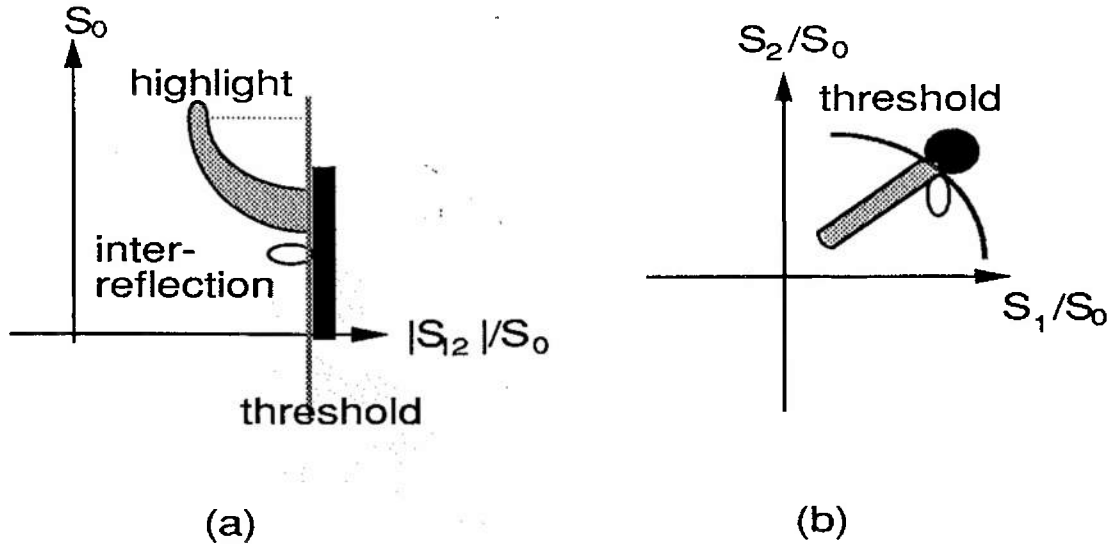 S0
highlight
inter-
reflection
|S12|/S0
threshold
(a)
S2/S0
threshold
S1/S0
(b)